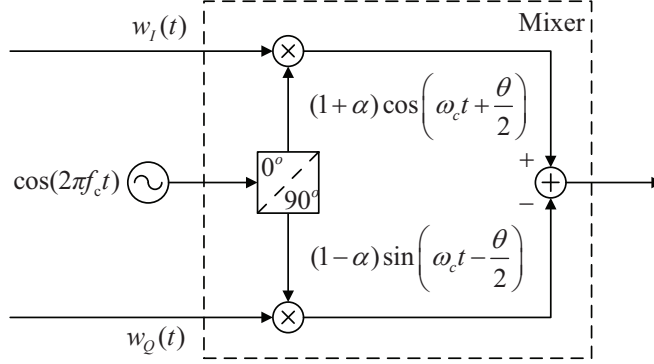 w_I(t)
Mixer
×
(1+α)cos(ω_c t + θ/2)
cos(2πf_c t)
0°
90°
+
+
−
(1−α)sin(ω_c t − θ/2)
×
w_Q(t)